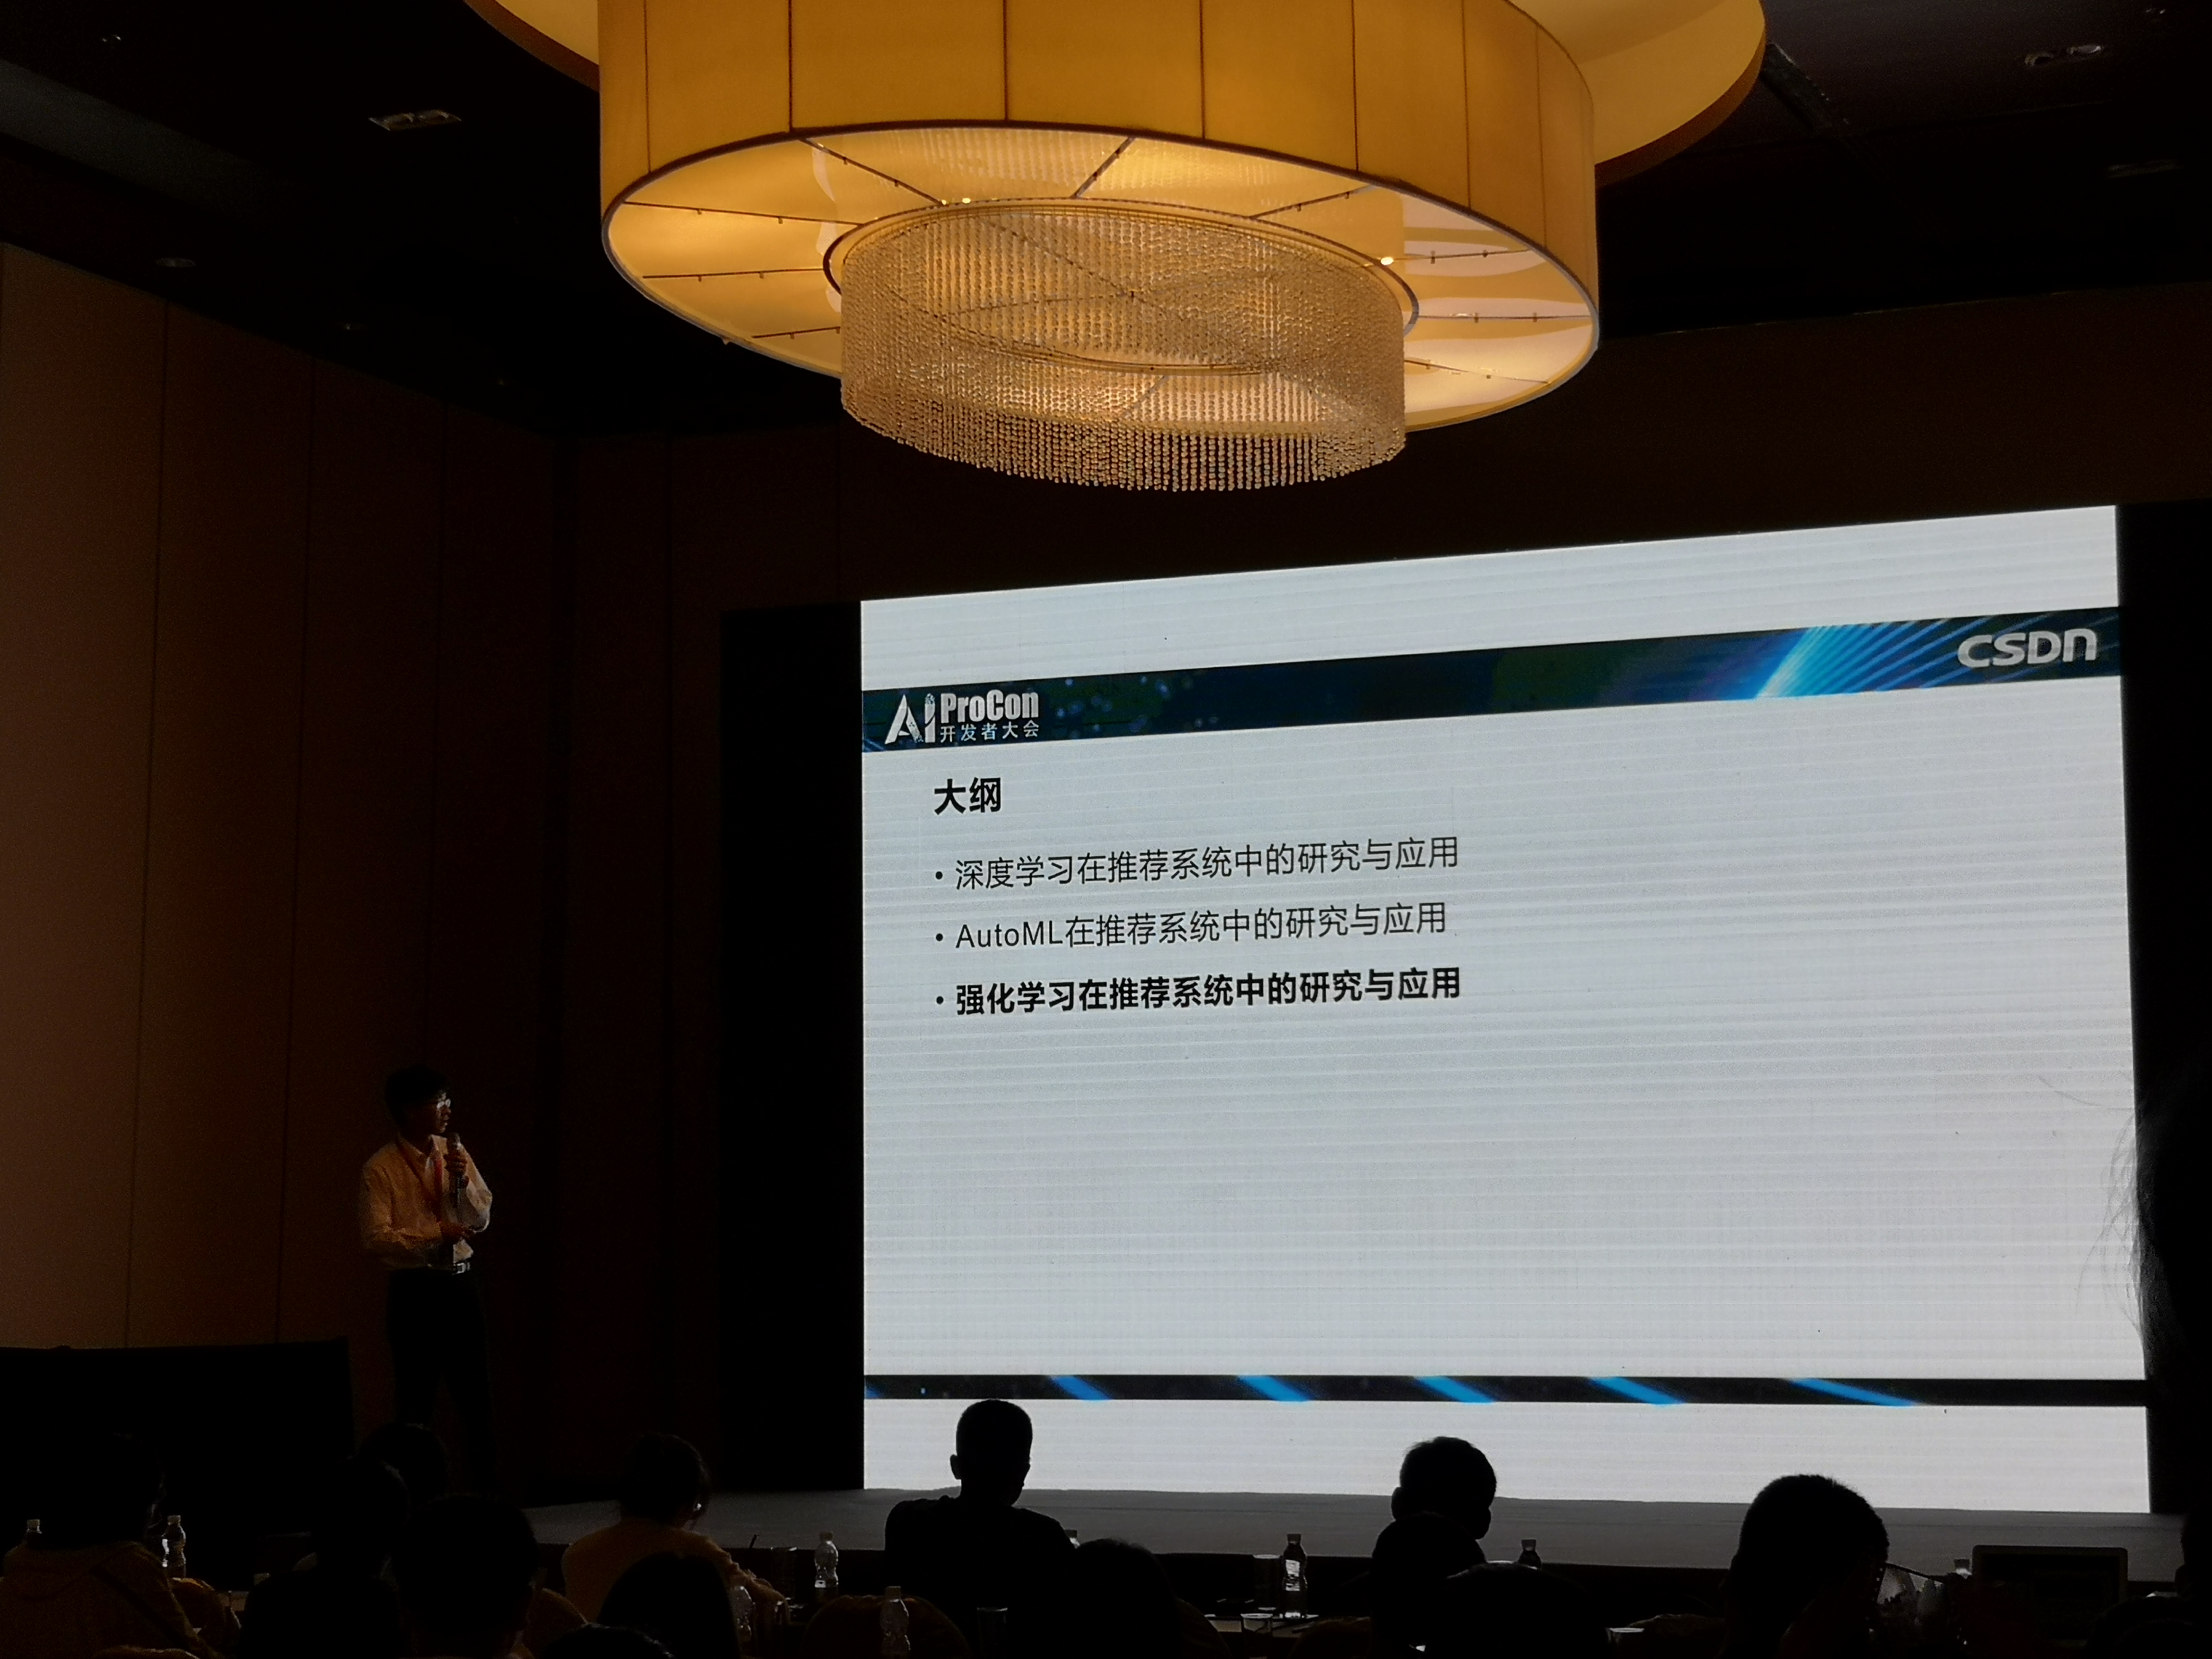 CSDN
AI ProCon
开发者大会
大纲
• 深度学习在推荐系统中的研究与应用
• AutoML在推荐系统中的研究与应用
• 强化学习在推荐系统中的研究与应用